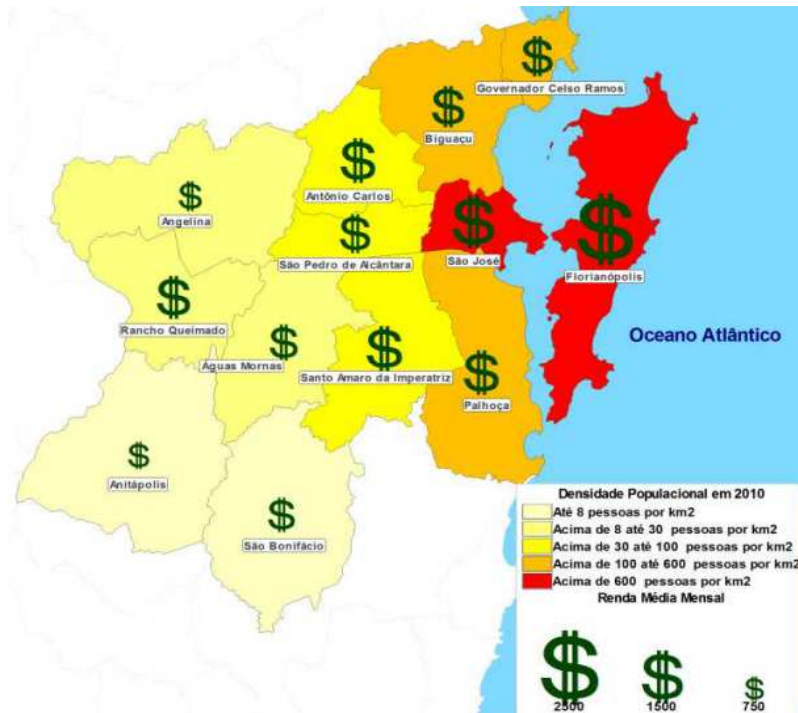 Governador Celso Ramos
Biguaçu
Antônio Carlos
Angelina
São Pedro de Alcântara
São José
Florianópolis
Rancho Queimado
Oceano Atlântico
Águas Mornas
Santo Amaro da Imperatriz
Palhoça
Anitápolis
São Bonifácio
Densidade Populacional em 2010
Até 8 pessoas por km2
Acima de 8 até 30 pessoas por km2
Acima de 30 até 100 pessoas por km2
Acima de 100 até 600 pessoas por km2
Acima de 600 pessoas por km2
Renda Média Mensal
2500 1500 750